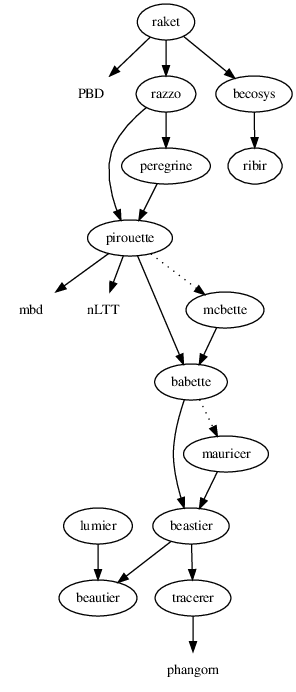 raket
PBD
razzo
becosys
peregrine
ribir
pirouette
mbd
nLTT
mcbette
babette
mauricer
lumier
beastier
beautier
tracerer
phangorn